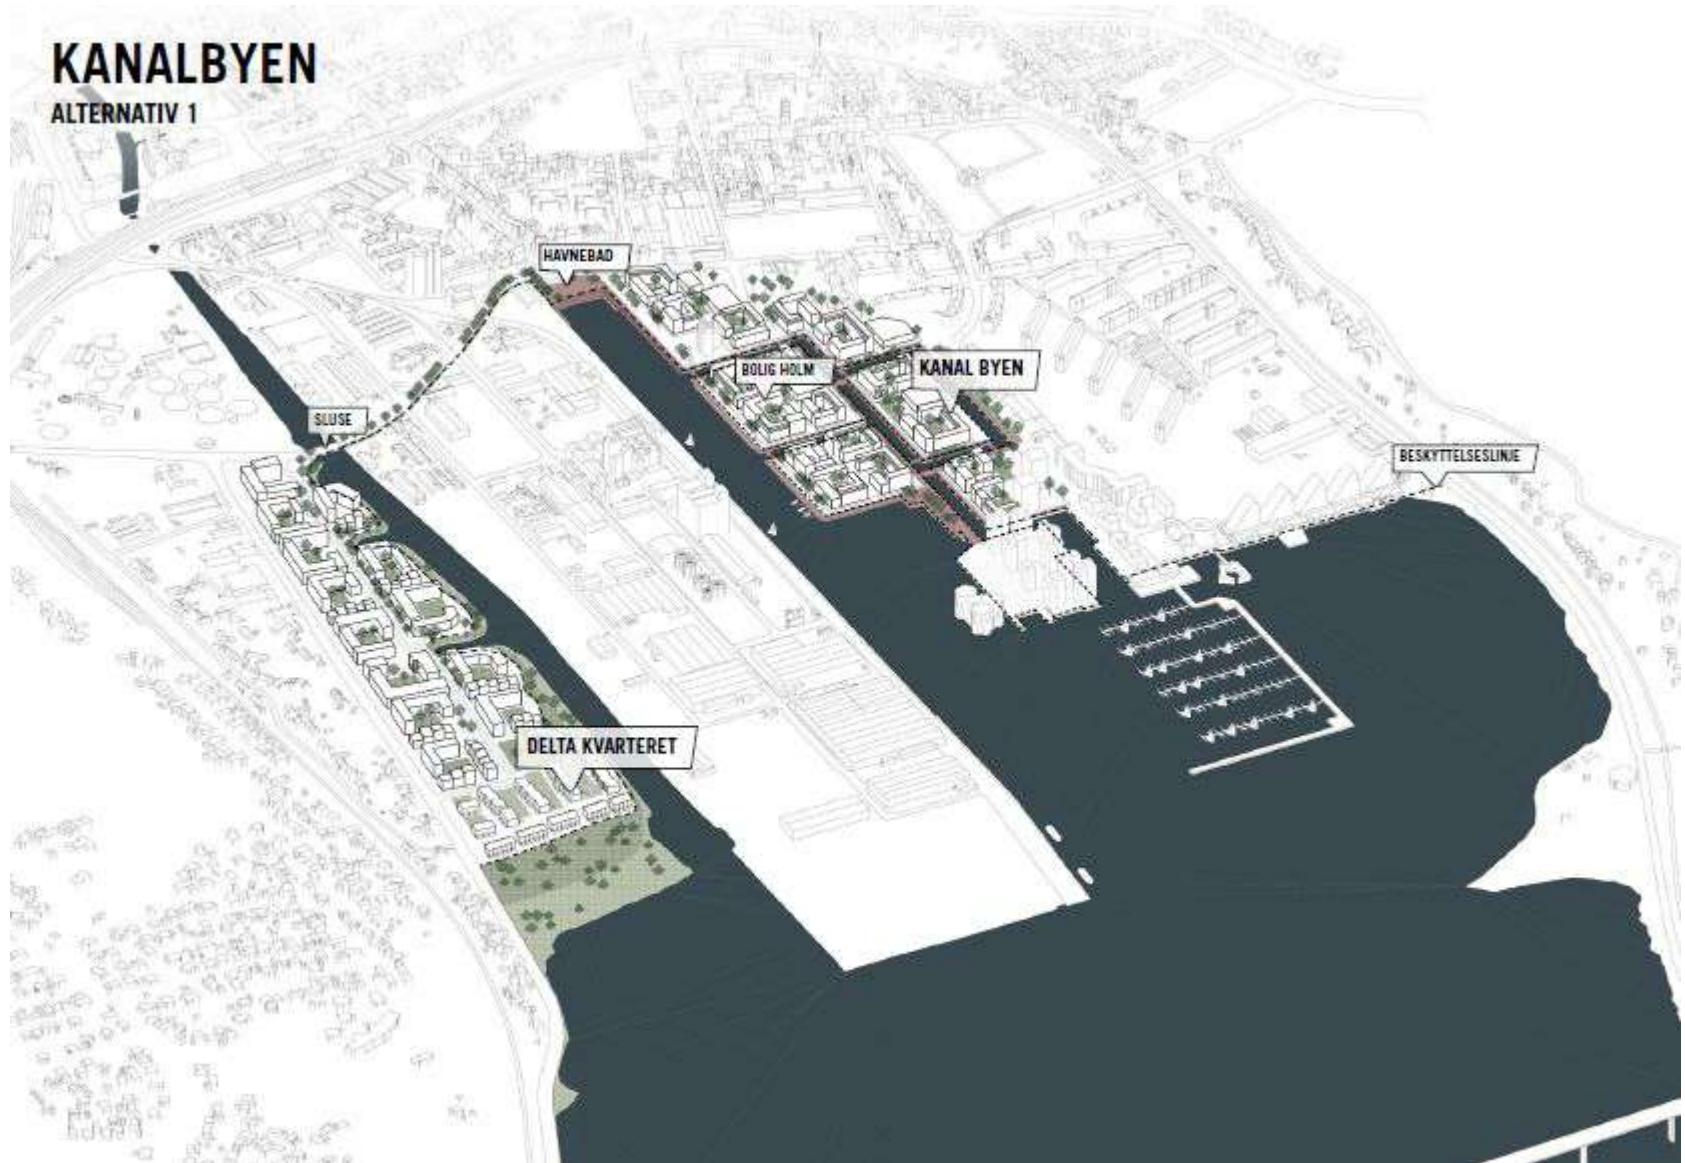 KANALBYEN
ALTERNATIV 1
HAVNEBAD
BOLIG HOLM
KANAL BYEN
SLUSE
BESKYTTELSESLINJE
DELTA KVARTERET